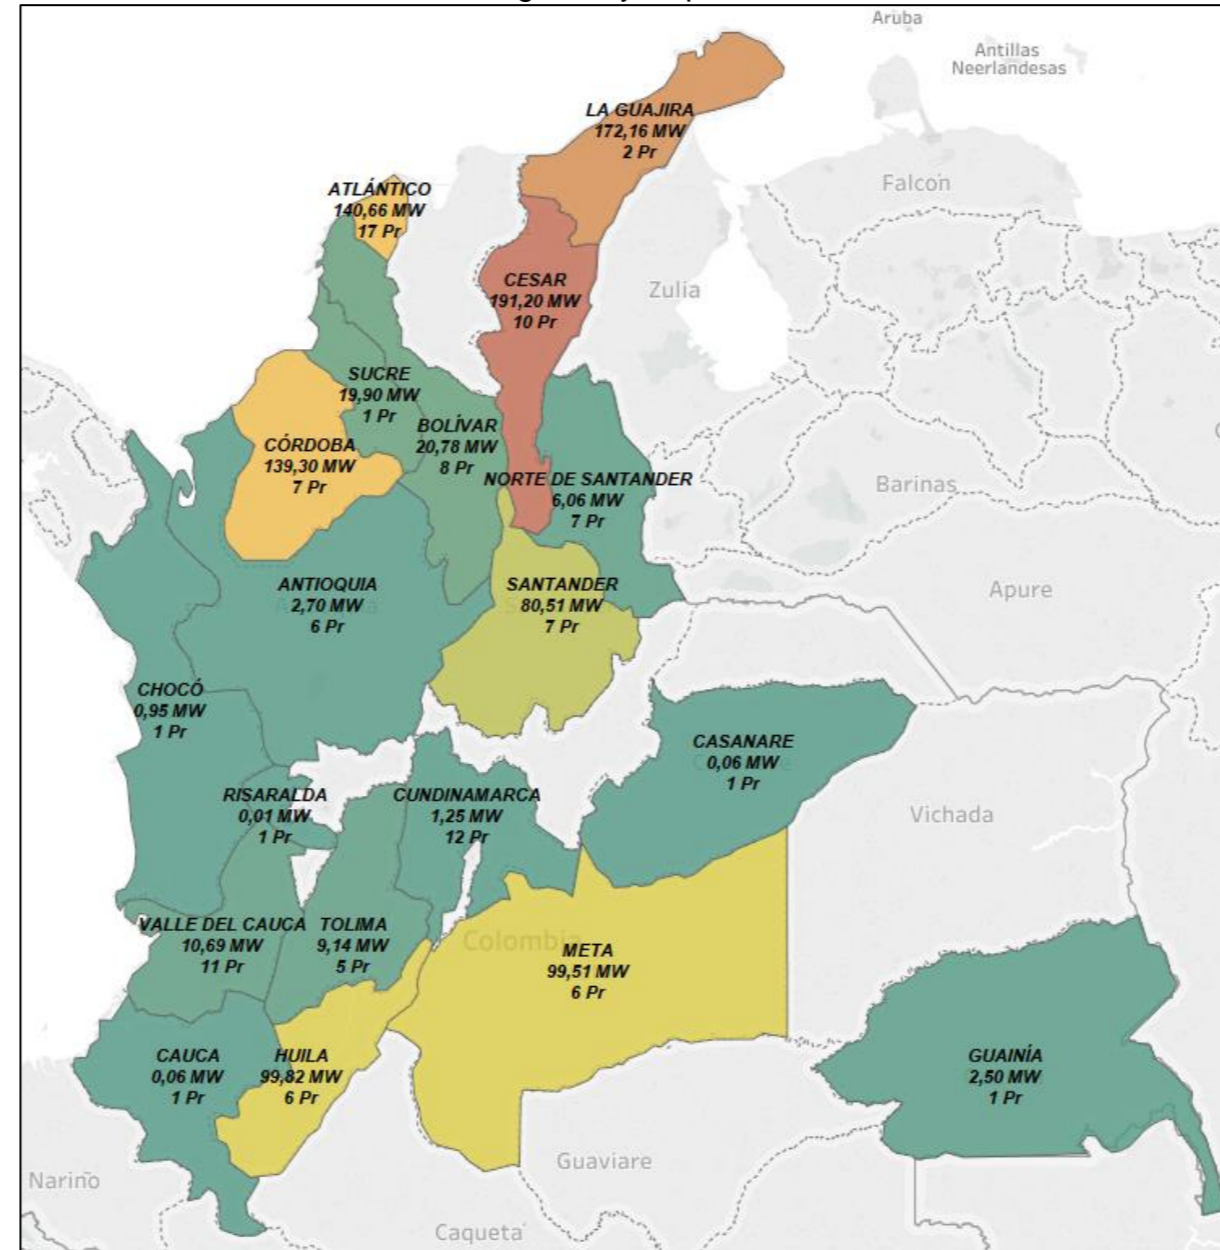 Aruba
Antillas
Neerlandesas
LA GUAJIRA
172,16 MW
2 Pr
Falcón
ATLÁNTICO
140,66 MW
17 Pr
CESAR
191,20 MW
10 Pr
Zulia
SUCRE
19,90 MW
1 Pr
BOLÍVAR
20,78 MW
8 Pr
CÓRDOBA
139,30 MW
7 Pr
NORTE DE SANTANDER
6,06 MW
7 Pr
Barinas
ANTIOQUIA
2,70 MW
6 Pr
SANTANDER
80,51 MW
7 Pr
Apure
CHOCÓ
0,95 MW
1 Pr
CASANARE
0,06 MW
1 Pr
RISARALDA
0,01 MW
1 Pr
CUNDINAMARCA
1,25 MW
12 Pr
Vichada
VALLE DEL CAUCA
10,69 MW
11 Pr
TOLIMA
9,14 MW
5 Pr
Colombia
META
99,51 MW
6 Pr
CAUCA
0,06 MW
1 Pr
HUILA
99,82 MW
6 Pr
GUAINÍA
2,50 MW
1 Pr
Nariño
Guaviare
Caqueta